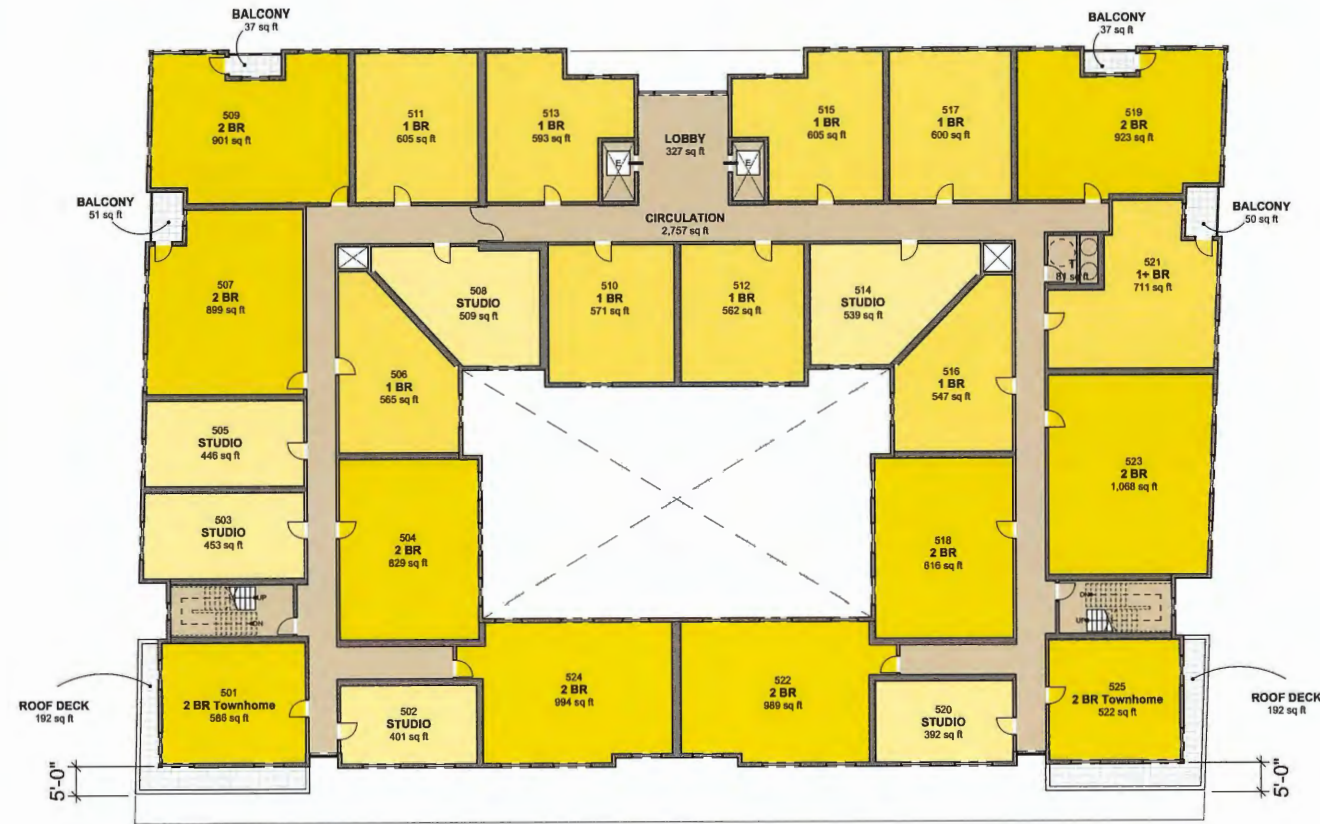 BALCONY
37 sq ft
BALCONY
37 sq ft
509
2 BR
901 sq ft
511
1 BR
605 sq ft
513
1 BR
593 sq ft
LOBBY
327 sq ft
515
1 BR
605 sq ft
517
1 BR
600 sq ft
519
2 BR
923 sq ft
E
E
BALCONY
51 sq ft
CIRCULATION
2,757 sq ft
BALCONY
50 sq ft
507
2 BR
899 sq ft
508
STUDIO
509 sq ft
510
1 BR
571 sq ft
512
1 BR
562 sq ft
514
STUDIO
539 sq ft
T
81 sq ft
521
1+ BR
711 sq ft
506
1 BR
565 sq ft
516
1 BR
547 sq ft
505
STUDIO
446 sq ft
503
STUDIO
453 sq ft
504
2 BR
829 sq ft
518
2 BR
816 sq ft
523
2 BR
1,068 sq ft
UP
DN
DN
UP
ROOF DECK
192 sq ft
501
2 BR Townhome
566 sq ft
502
STUDIO
401 sq ft
524
2 BR
994 sq ft
522
2 BR
989 sq ft
520
STUDIO
392 sq ft
525
2 BR Townhome
522 sq ft
ROOF DECK
192 sq ft
5'-0"
5'-0"